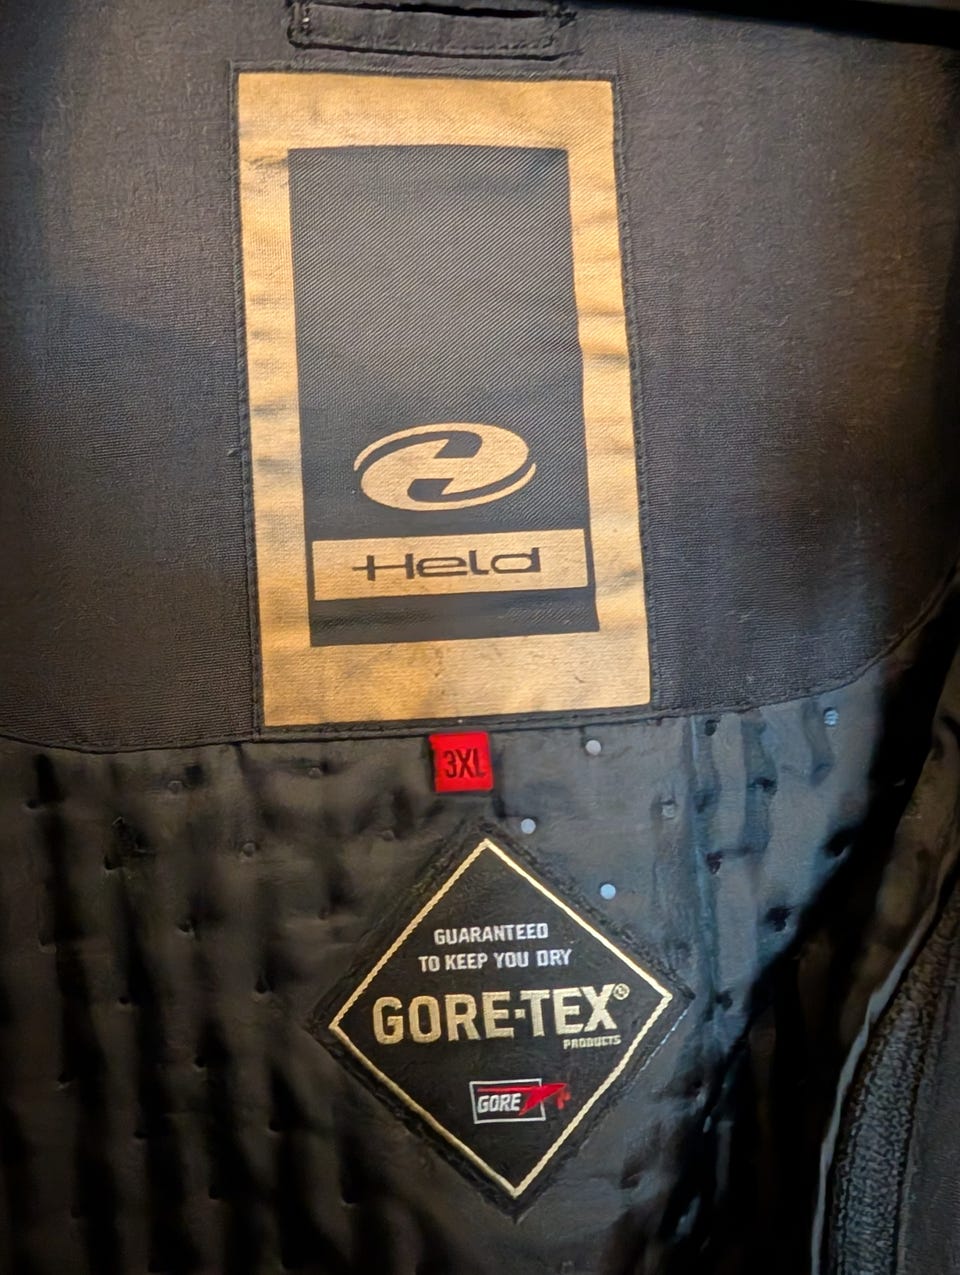 Held
3XL
GUARANTEED
TO KEEP YOU DRY
GORE-TEX®
PRODUCTS
GORE